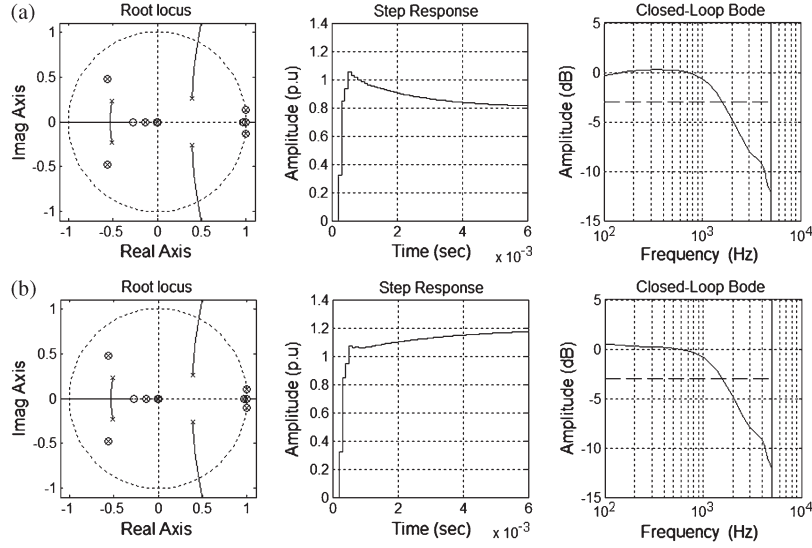 (a)
Root locus
1
0.5
0
-0.5
-1
-1
-0.5
0
0.5
1
Imag Axis
Real Axis
Step Response
1.4
1.2
1
0.8
0.6
0.4
0.2
0
0
2
4
6
Amplitude (p.u)
Time (sec)
x 10-3
Closed-Loop Bode
5
0
-5
-10
-15
10^2
10^3
10^4
Amplitude (dB)
Frequency (Hz)
(b)
Root locus
1
0.5
0
-0.5
-1
-1
-0.5
0
0.5
1
Imag Axis
Real Axis
Step Response
1.4
1.2
1
0.8
0.6
0.4
0.2
0
0
2
4
6
Amplitude (p.u)
Time (sec)
x 10-3
Closed-Loop Bode
5
0
-5
-10
-15
10^2
10^3
10^4
Amplitude (dB)
Frequency (Hz)